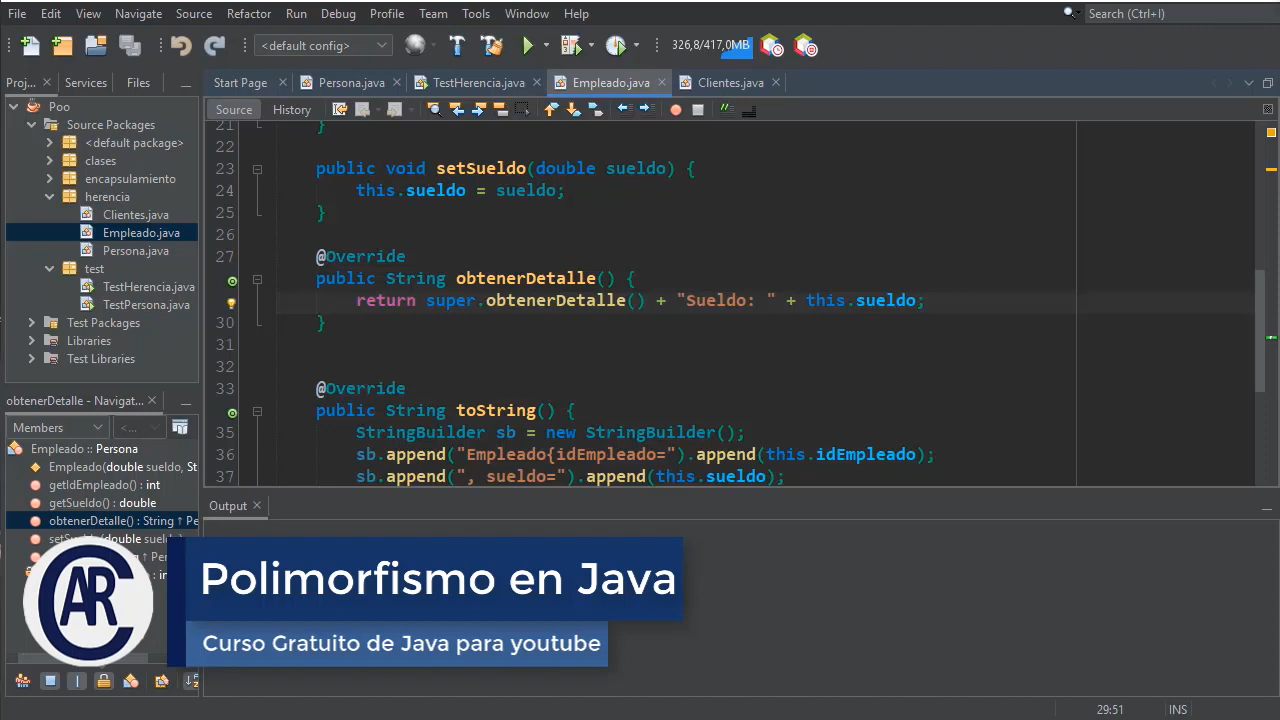 File Edit View Navigate Source Refactor Run Debug Profile Team Tools Window Help
Search (Ctrl+I)
<default config>
326,8/417,0MB
Proj...
Services
Files
Start Page
Persona.java
TestHerencia.java
Empleado.java
Clientes.java
Source
History
Poo
Source Packages
<default package>
clases
encapsulamiento
herencia
Clientes.java
Empleado.java
Persona.java
test
TestHerencia.java
TestPersona.java
Test Packages
Libraries
Test Libraries
21 }
22
23 public void setSueldo(double sueldo) {
24 this.sueldo = sueldo;
25 }
26
27 @Override
public String obtenerDetalle() {
return super.obtenerDetalle() + "Sueldo: " + this.sueldo;
30 }
31
32
33 @Override
public String toString() {
35 StringBuilder sb = new StringBuilder();
36 sb.append("Empleado{idEmpleado=").append(this.idEmpleado);
37 sb.append(", sueldo=").append(this.sueldo);
obtenerDetalle - Navigat...
Members
<...
Empleado :: Persona
Empleado(double sueldo, St
getIdEmpleado() : int
getSueldo() : double
obtenerDetalle() : String ↑ Pe
Output
Polimorfismo en Java
Curso Gratuito de Java para youtube
ARC
29:51
INS